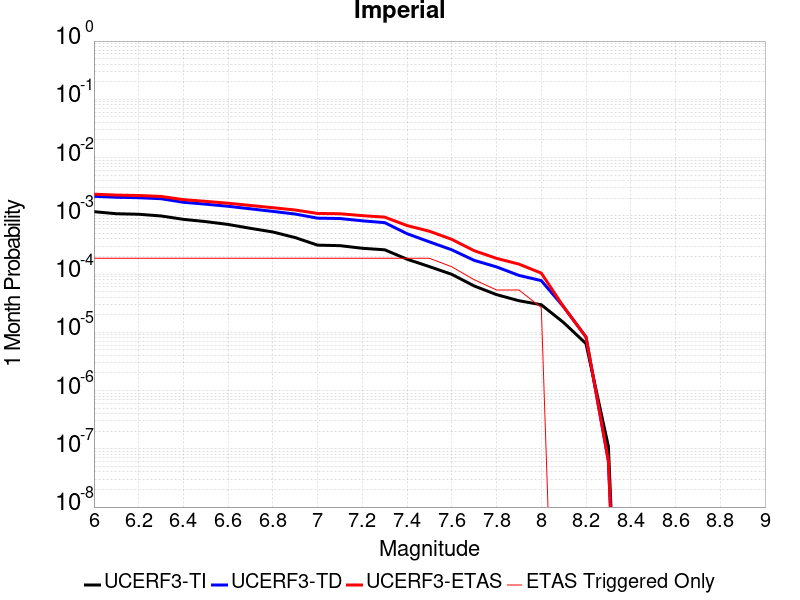 Imperial
1 Month Probability
10^0
10^-1
10^-2
10^-3
10^-4
10^-5
10^-6
10^-7
10^-8
6 6.2 6.4 6.6 6.8 7 7.2 7.4 7.6 7.8 8 8.2 8.4 8.6 8.8 9
Magnitude
UCERF3-TI UCERF3-TD UCERF3-ETAS ETAS Triggered Only